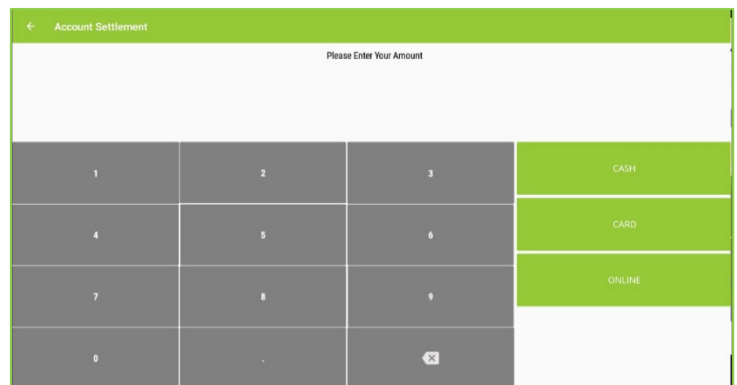 Account Settlement
Please Enter Your Amount
1 2 3 CASH
4 5 6 CARD
7 8 9 ONLINE
0 .